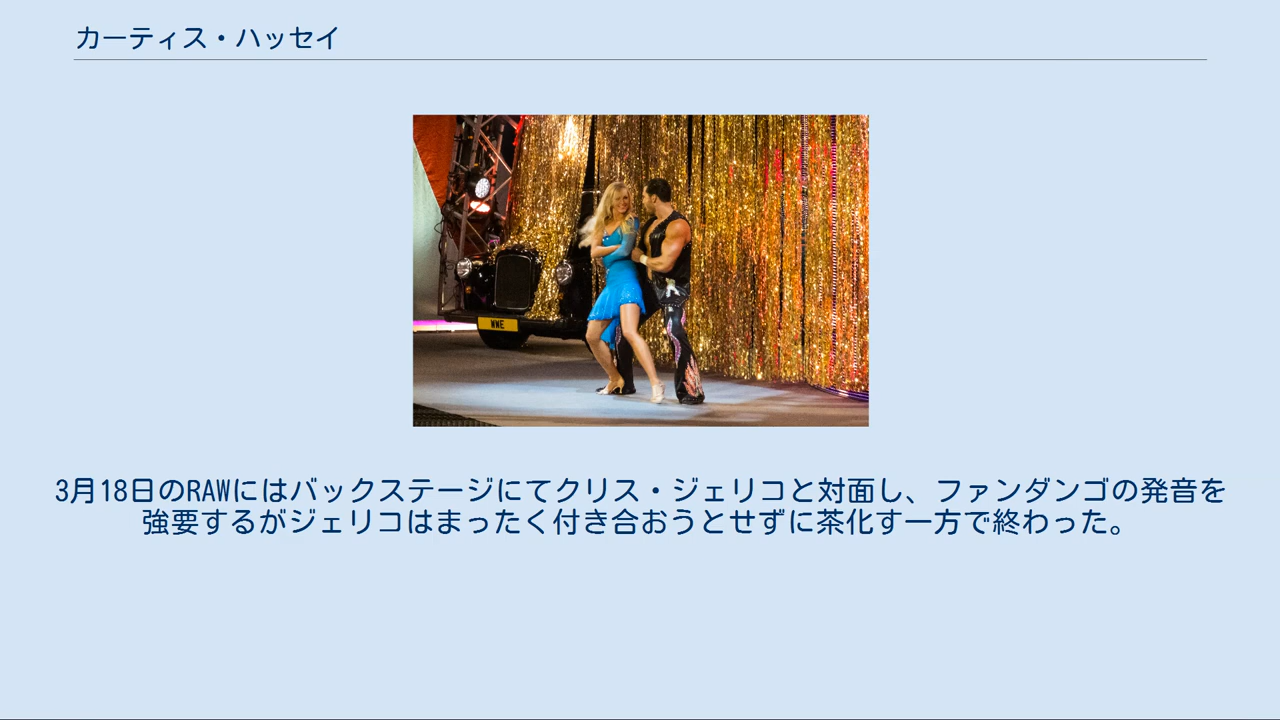 カーティス・ハッセイ
WWE
3月18日のRAWにはバックステージにてクリス・ジェリコと対面し、ファンダンゴの発音を
強要するがジェリコはまったく付き合おうとせずに茶化す一方で終わった。